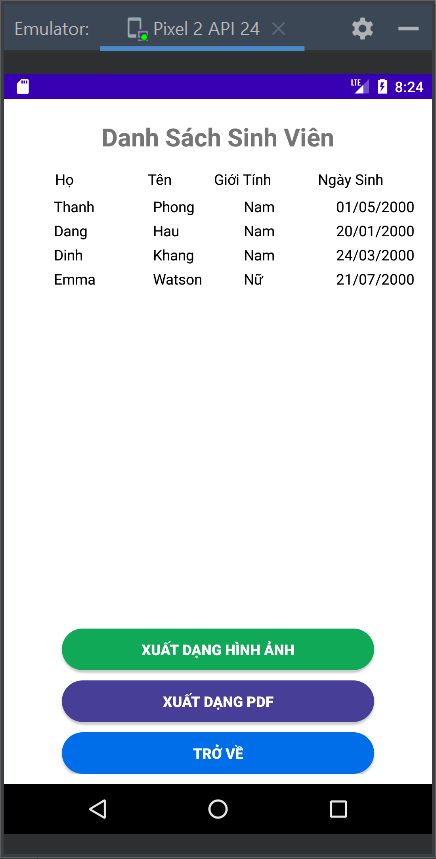 Emulator: Pixel 2 API 24
LTE 8:24
Danh Sách Sinh Viên
Họ Tên Giới Tính Ngày Sinh
Thanh Phong Nam 01/05/2000
Dang Hau Nam 20/01/2000
Dinh Khang Nam 24/03/2000
Emma Watson Nữ 21/07/2000
XUẤT DẠNG HÌNH ẢNH
XUẤT DẠNG PDF
TRỞ VỀ